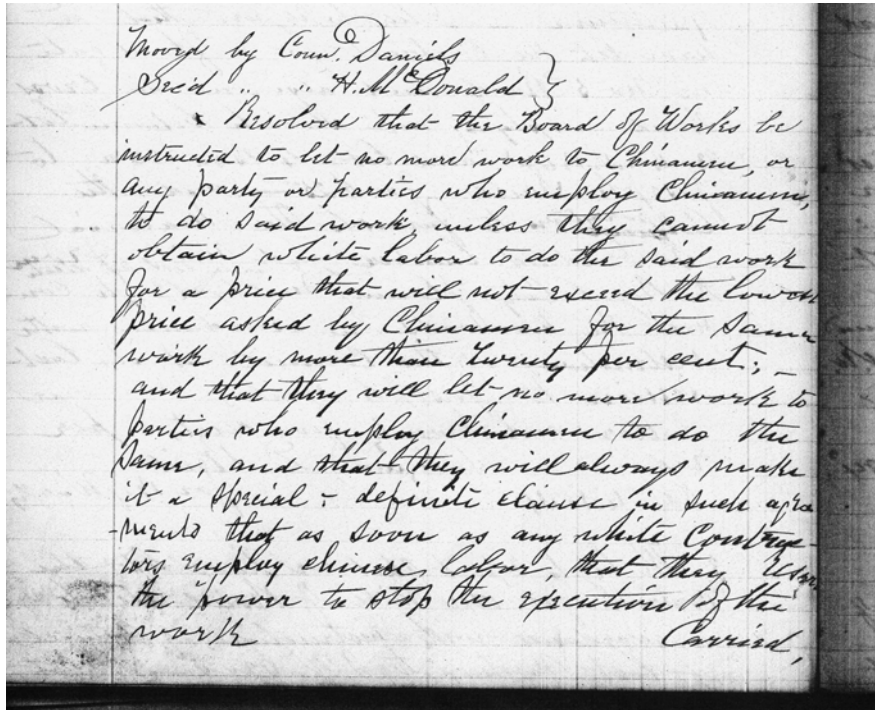 Moved by Coun. Daniels
Sec'd " " H. McDonald
Resolved that the Board of Works be
instructed to let no more work to Chinamen, or
any party or parties who employ Chinamen,
to do said work, unless they cannot
obtain white labor to do the said work
for a price that will not exceed the lowest
price asked by Chinamen for the same
work by more than twenty per cent; –
and that they will let no more work to
parties who employ Chinamen to do the
same, and that they will always make
it a special & definite clause in such agree
-ments that as soon as any white Contrac-
tors employ chinese labor, that they
the power to stop the execution of the
work Carried,